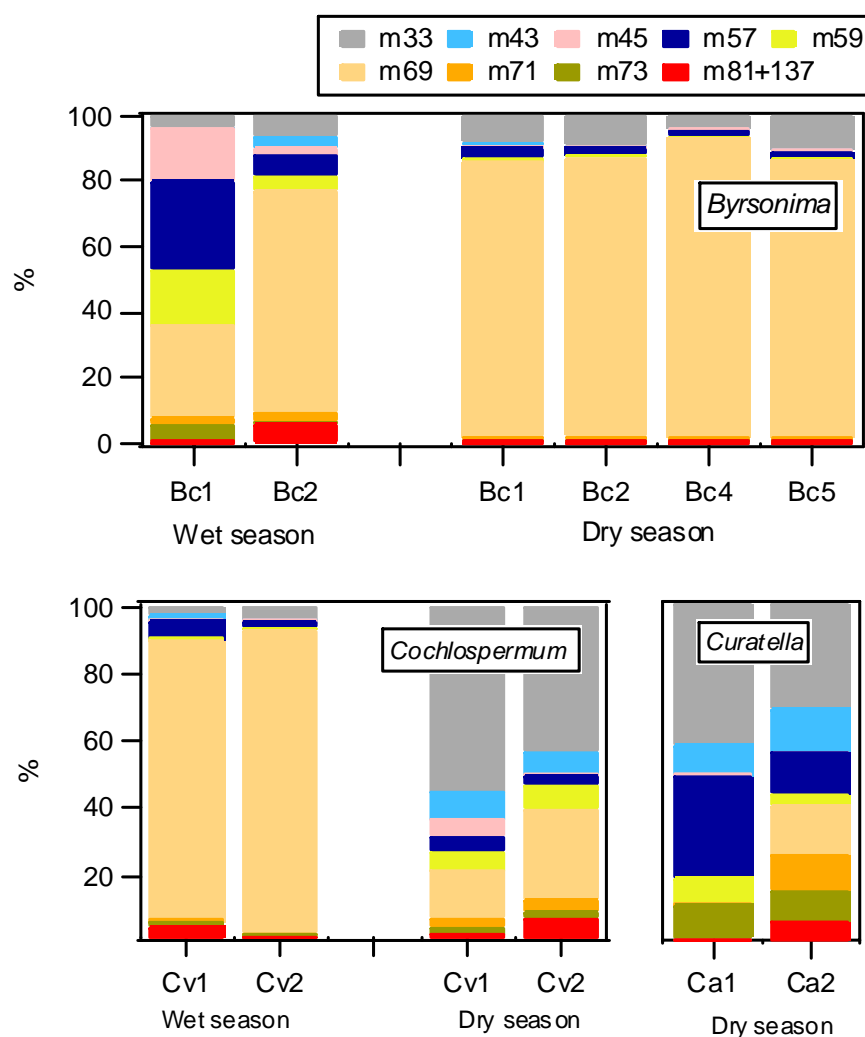 m33 m43 m45 m57 m59
m69 m71 m73 m81+137
100
80
60
40
20
0
%
Byrsonima
Bc1 Bc2 Bc1 Bc2 Bc4 Bc5
Wet season Dry season
100
80
60
40
20
%
Cochlospermum
Curatella
Cv1 Cv2 Cv1 Cv2 Ca1 Ca2
Wet season Dry season Dry season